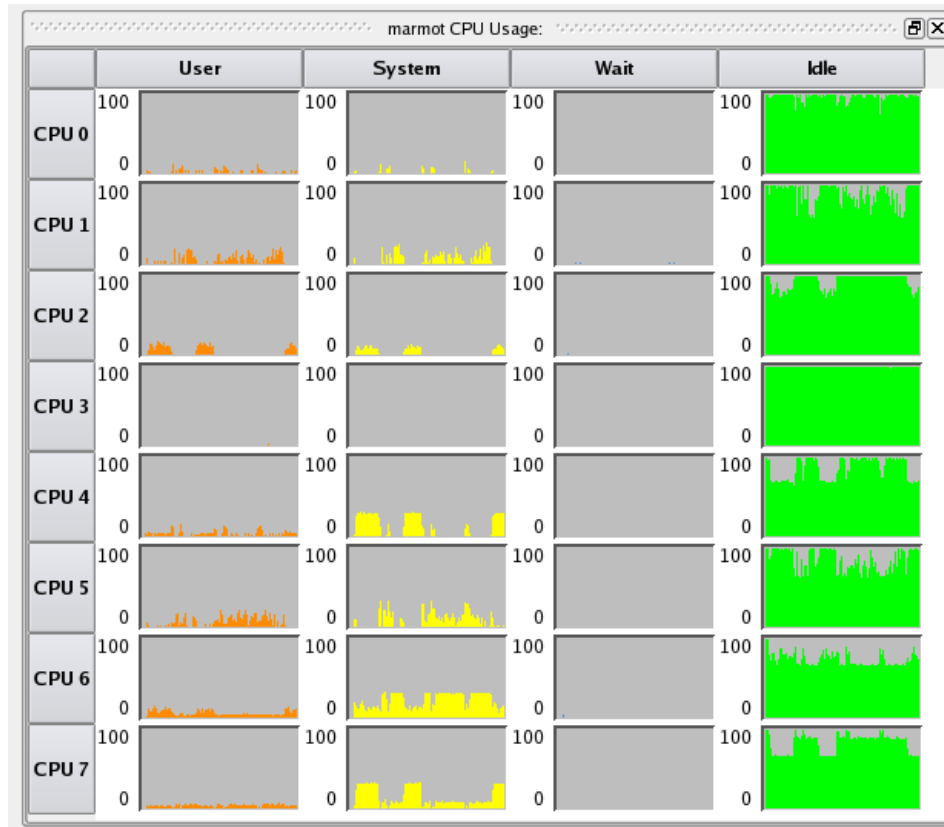 marmot CPU Usage:
User System Wait Idle
CPU 0 100 100 100 100
0 0 0 0
CPU 1 100 100 100 100
0 0 0 0
CPU 2 100 100 100 100
0 0 0 0
CPU 3 100 100 100 100
0 0 0 0
CPU 4 100 100 100 100
0 0 0 0
CPU 5 100 100 100 100
0 0 0 0
CPU 6 100 100 100 100
0 0 0 0
CPU 7 100 100 100 100
0 0 0 0